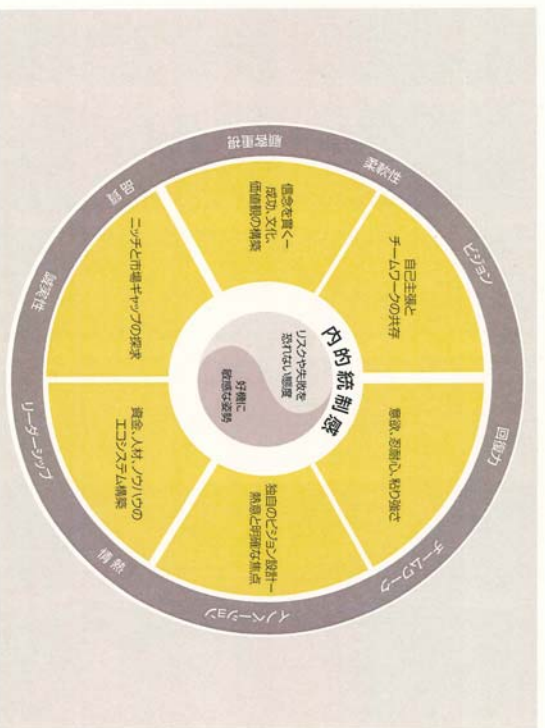 ビジョン
回復力
チームワーク
イノベーション
情熱
リーダーシップ
誠実性
品質
顧客重視
自己主張と
チームワークの共存
意欲、忍耐心、粘り強さ
独自のビジョン設計ー
熱意と明確な焦点
資金、人材、ノウハウの
エコシステム構築
ニッチと市場ギャップの探求
信念を貫くー
成功、文化、
価値観の構築
内的統制感
リスクや失敗を
恐れない態度
好機に
敏感な姿勢